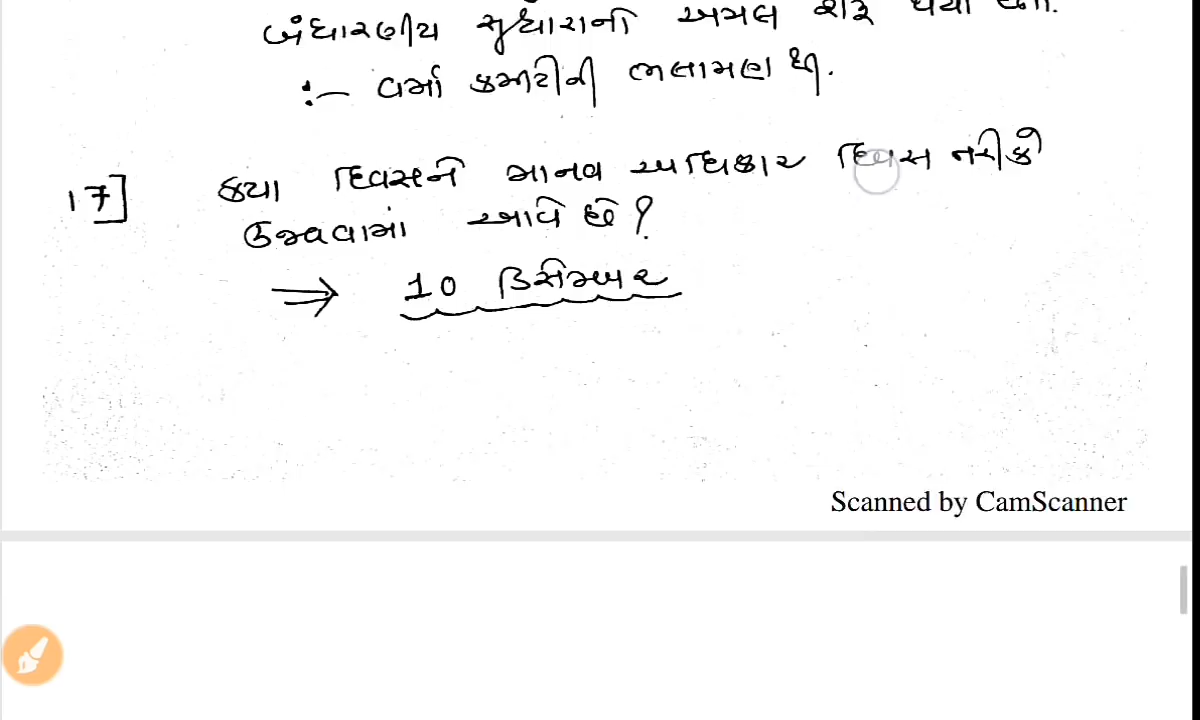 બંધારણીય સુધારાનો અમલ શરૂ થયો હતો.
:— વર્મા કમીટીની ભલામણ થી.
17] કયા દિવસને માનવ અધિકાર દિવસ તરીકે
ઉજવવામાં આવે છે?
⇒ 10 ડિસેમ્બર
Scanned by CamScanner